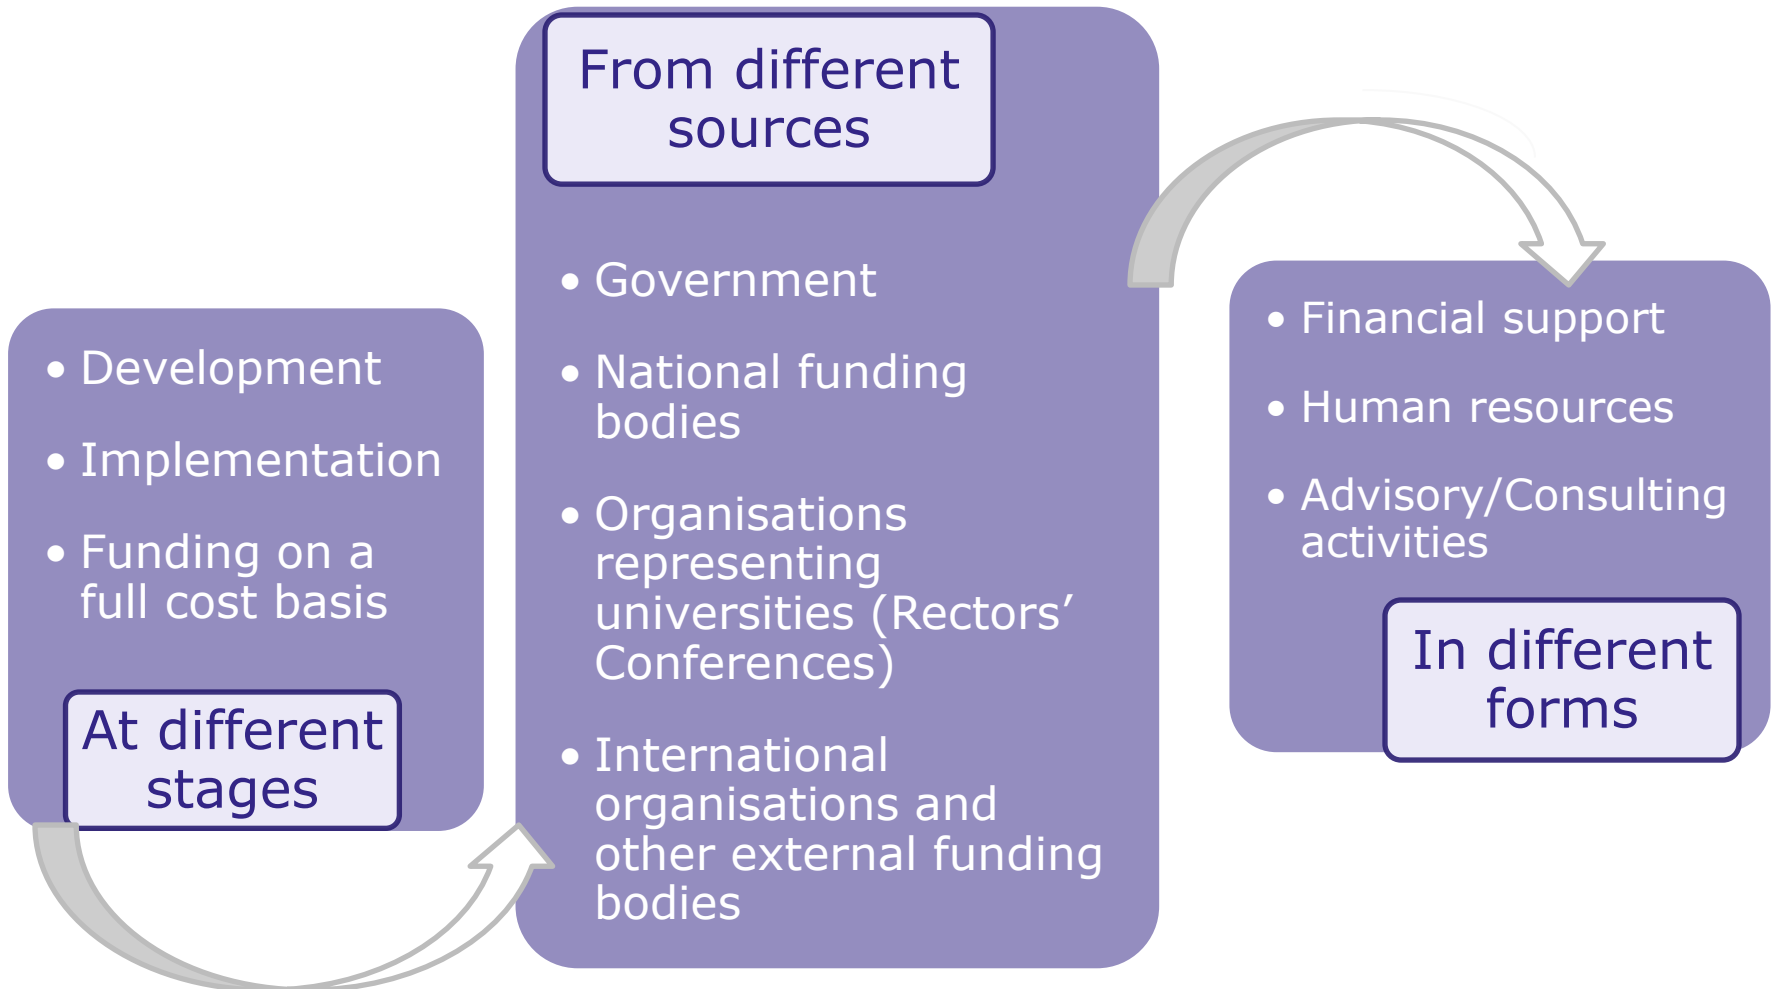 • Development
• Implementation
• Funding on a
full cost basis
At different
stages
From different
sources
• Government
• National funding
bodies
• Organisations
representing
universities (Rectors’
Conferences)
• International
organisations and
other external funding
bodies
• Financial support
• Human resources
• Advisory/Consulting
activities
In different
forms